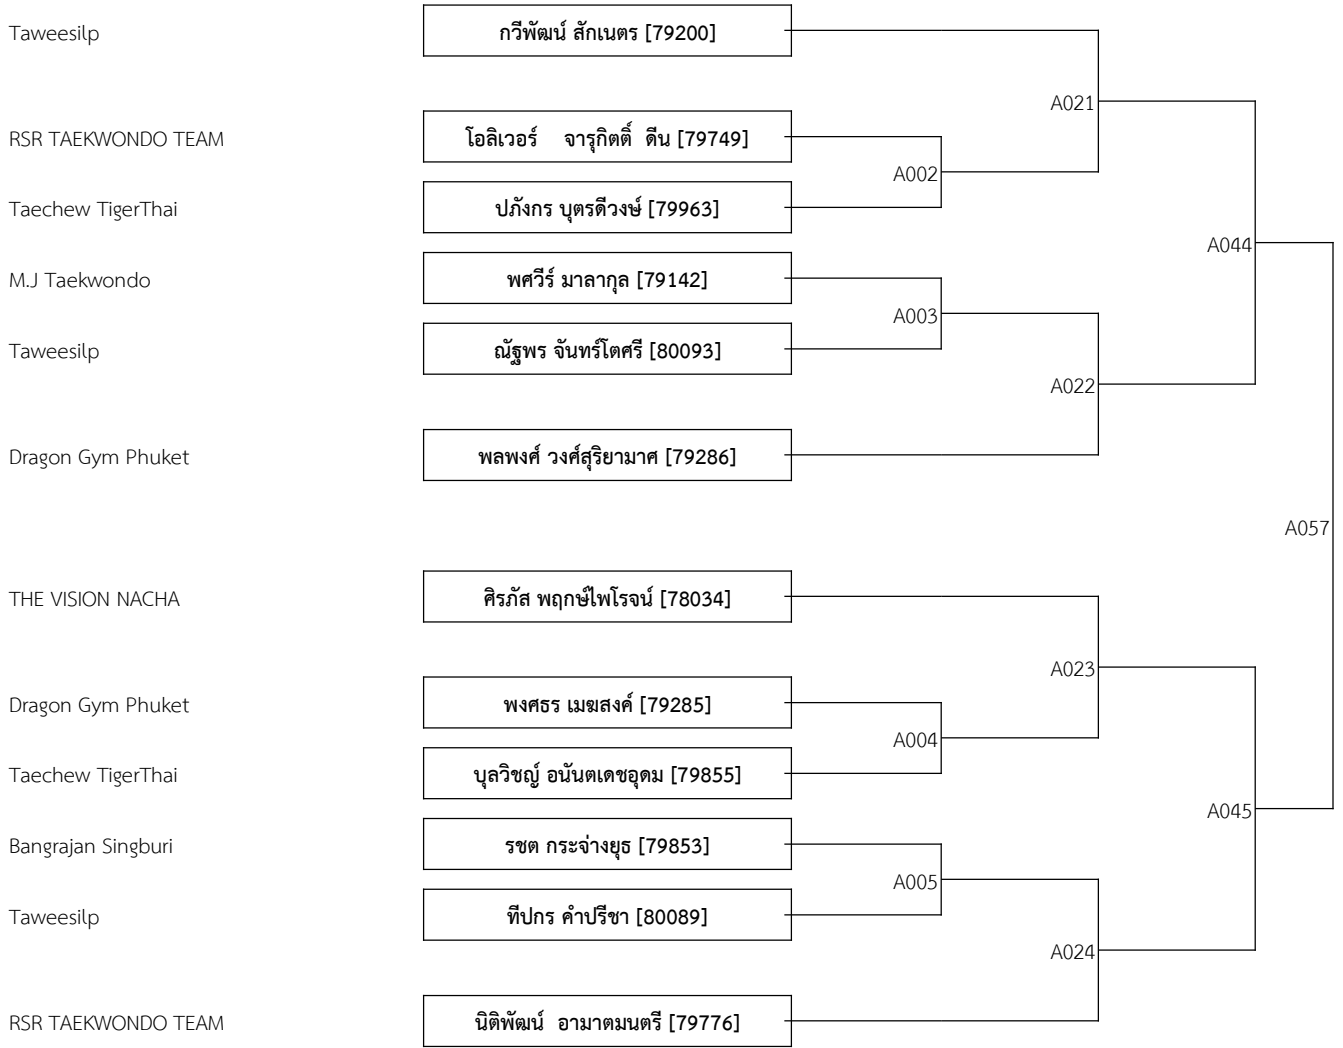 Taweesilp กวีพัฒน์ สักเนตร [79200]
A021
RSR TAEKWONDO TEAM โอลิเวอร์ จารุกิตติ์ ดีน [79749]
A002
Taechew TigerThai ปภังกร บุตรดีวงษ์ [79963]
A044
M.J Taekwondo พศวีร์ มาลากุล [79142]
A003
Taweesilp ณัฐพร จันทร์โตศรี [80093]
A022
Dragon Gym Phuket พลพงศ์ วงศ์สุริยามาศ [79286]
A057
THE VISION NACHA ศิรภัส พฤกษ์ไพโรจน์ [78034]
A023
Dragon Gym Phuket พงศธร เมฆสงค์ [79285]
A004
Taechew TigerThai บุลวิชญ์ อนันตเดชอุดม [79855]
A045
Bangrajan Singburi รชต กระจ่างยุธ [79853]
A005
Taweesilp ทีปกร คำปรีชา [80089]
A024
RSR TAEKWONDO TEAM นิติพัฒน์ อามาตมนตรี [79776]